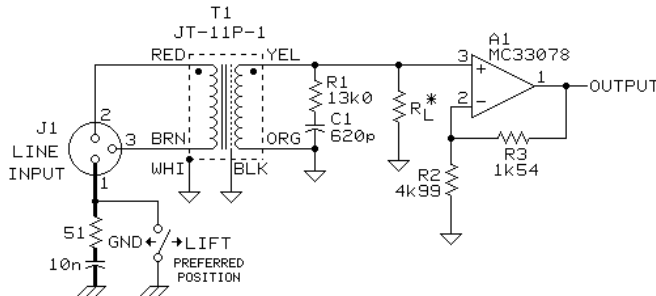 T1
JT-11P-1
RED
YEL
A1
MC33078
3
+
1
OUTPUT
2
−
R1
13k0
RL*
C1
620p
R3
1k54
R2
4k99
2
J1
3
LINE
INPUT
BRN
ORG
WHI
BLK
1
51
GND
LIFT
10n
PREFERRED
POSITION